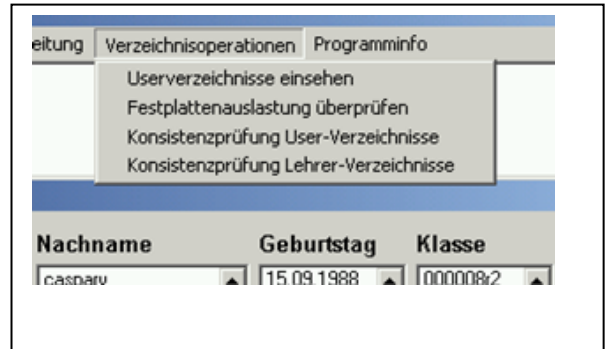 eitung Verzeichnisoperationen Programminfo
Userverzeichnisse einsehen
Festplattenauslastung überprüfen
Konsistenzprüfung User-Verzeichnisse
Konsistenzprüfung Lehrer-Verzeichnisse
Nachname Geburtstag Klasse
caspary 15.09.1988 000008r2